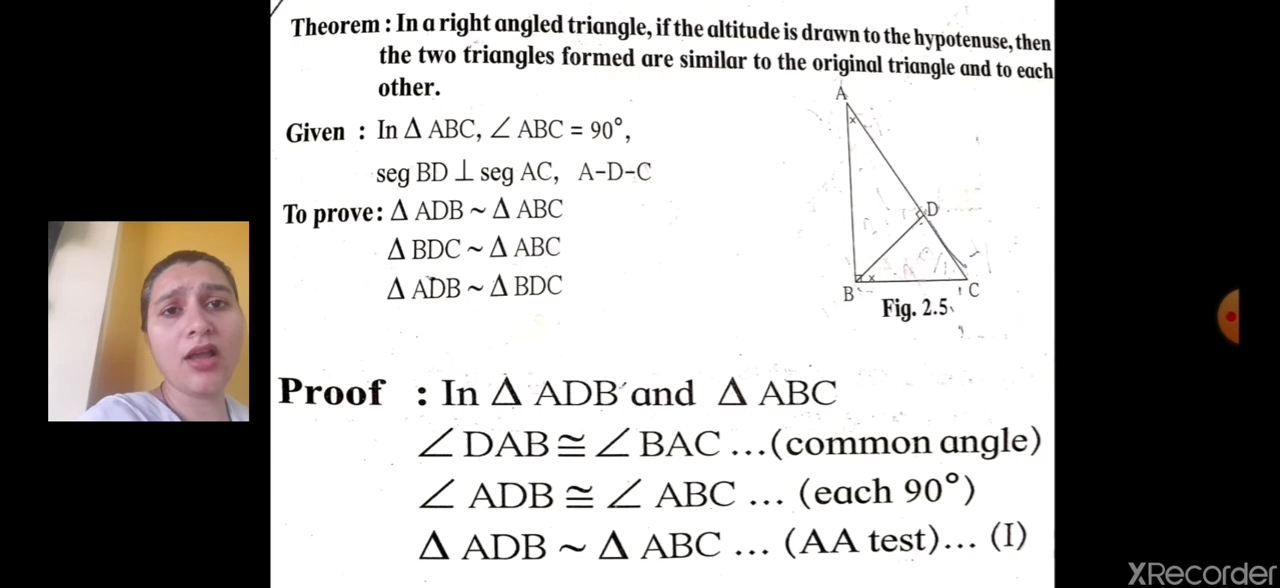 Theorem : In a right angled triangle, if the altitude is drawn to the hypotenuse, then
the two triangles formed are similar to the original triangle and to each
other.
Given : In Δ ABC, ∠ ABC = 90°,
seg BD ⊥ seg AC, A-D-C
To prove: Δ ADB ~ Δ ABC
Δ BDC ~ Δ ABC
Δ ADB ~ Δ BDC
A
x
D
x
B
C
Fig. 2.5
Proof : In Δ ADB and Δ ABC
∠ DAB ≅ ∠ BAC ...(common angle)
∠ ADB ≅ ∠ ABC ... (each 90°)
Δ ADB ~ Δ ABC ... (AA test)... (I)
XRecorder